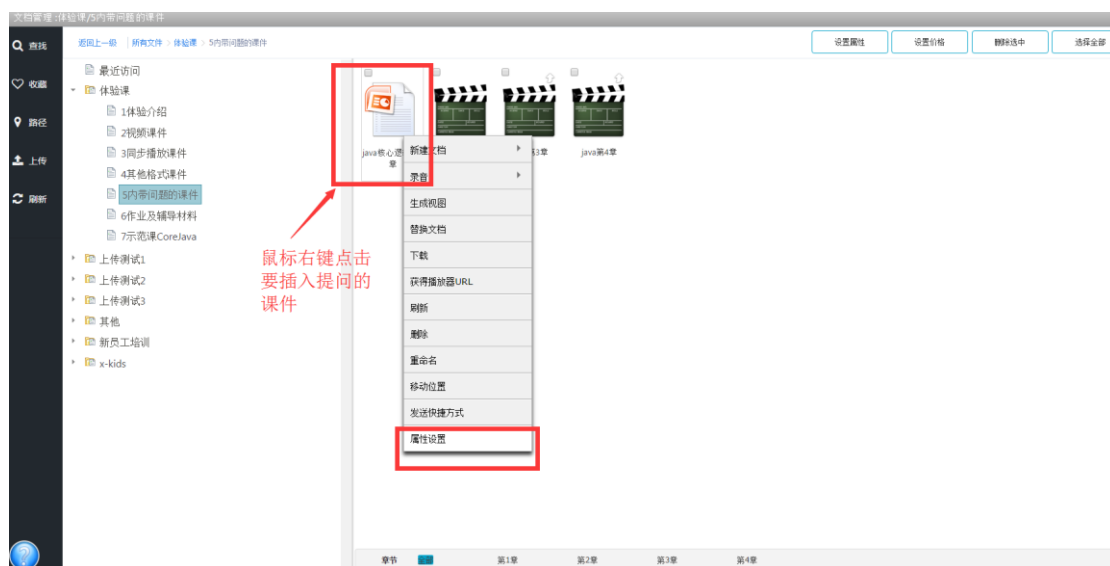 文档管理:体验课/5内带问题的课件
查找
收藏
路径
上传
刷新
返回上一级 | 所有文件 > 体验课 > 5内带问题的课件
设置属性
设置价格
删除选中
选择全部
最近访问
体验课
1体验介绍
2视频课件
3同步播放课件
4其他格式课件
5内带问题的课件
6作业及辅导材料
7示范课CoreJava
上传测试1
上传测试2
上传测试3
其他
新员工培训
x-kids
鼠标右键点击
要插入提问的
课件
java核心
章
3章
java第4章
新建文档
录音
生成视图
替换文档
下载
获得播放器URL
刷新
删除
重命名
移动位置
发送快捷方式
属性设置
章节
全部
第1章
第2章
第3章
第4章